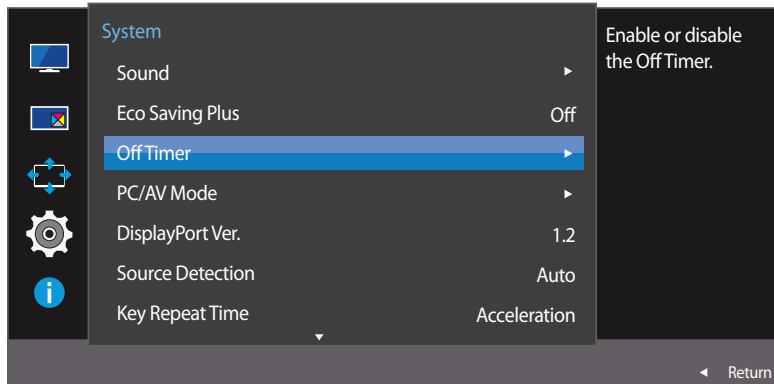 System
Sound
Eco Saving Plus Off
Off Timer
PC/AV Mode
DisplayPort Ver. 1.2
Source Detection Auto
Key Repeat Time Acceleration
Enable or disable
the Off Timer.
Return